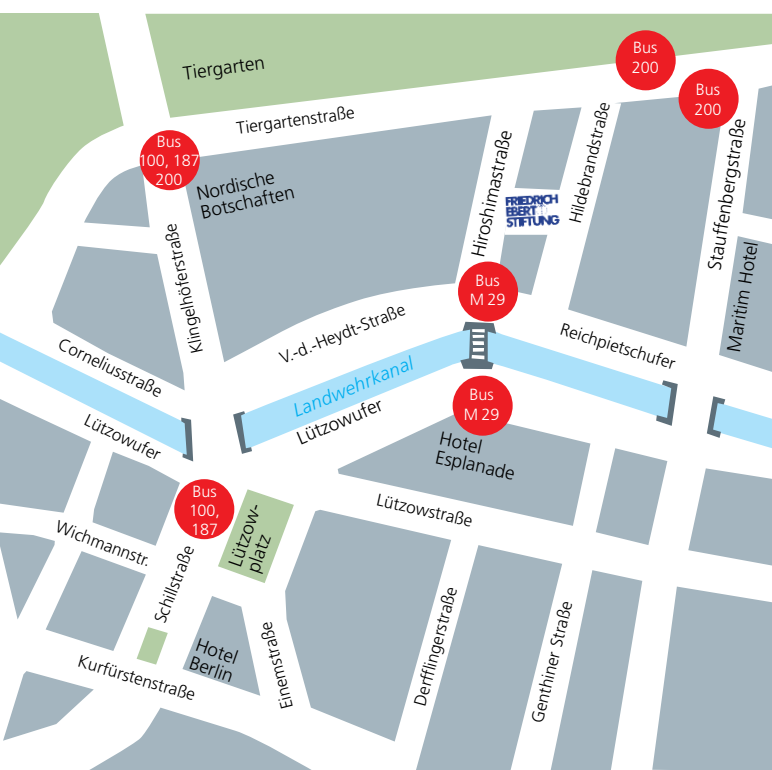 Tiergarten
Bus
200
Bus
200
Tiergartenstraße
Bus
100, 187
200
Nordische
Botschaften
Hiroshimastraße
FRIEDRICH
EBERT
STIFTUNG
Hildebrandstraße
Stauffenbergstraße
Maritim Hotel
Klingelhöferstraße
Bus
M 29
V.-d.-Heydt-Straße
Reichpietschufer
Corneliusstraße
Landwehrkanal
Lützowufer
Bus
M 29
Lützowufer
Hotel
Esplanade
Bus
100,
187
Lützow-
platz
Lützowstraße
Wichmannstr.
Schillstraße
Hotel
Berlin
Einemstraße
Derfflingerstraße
Genthiner Straße
Kurfürstenstraße